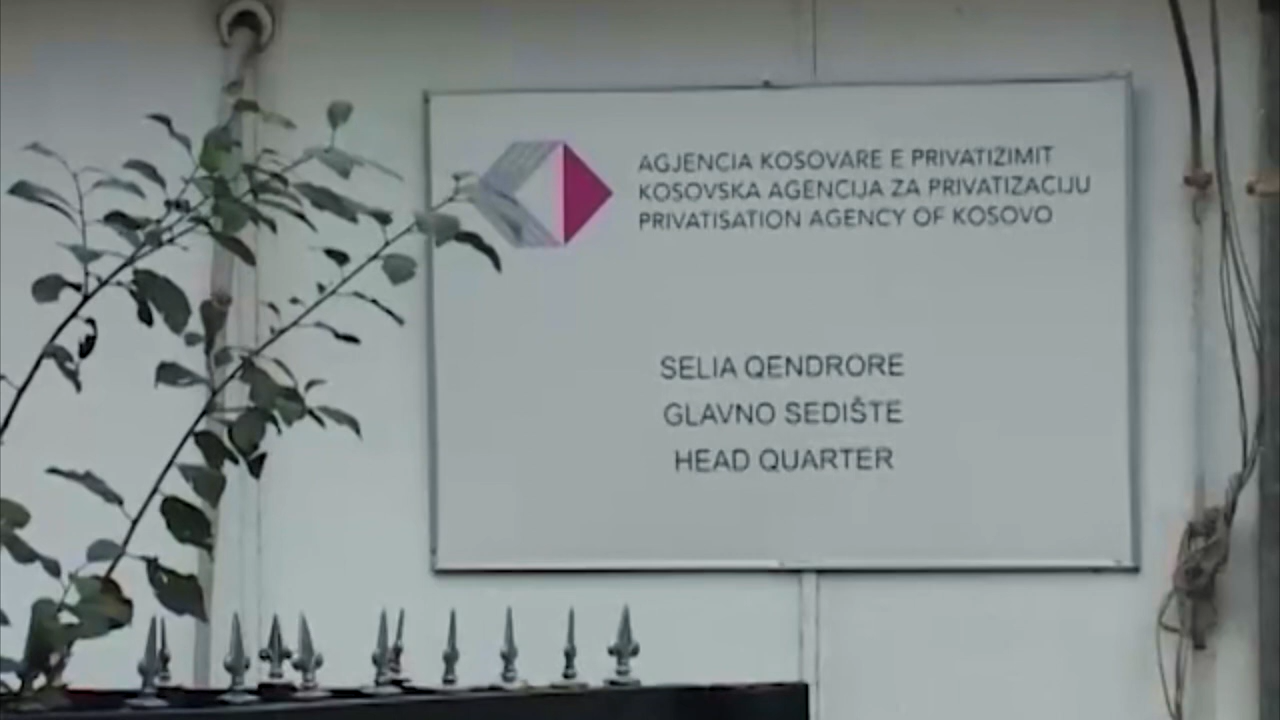 AGJENCIA KOSOVARE E PRIVATIZIMIT
KOSOVSKA AGENCIJA ZA PRIVATIZACIJU
PRIVATISATION AGENCY OF KOSOVO
SELIA QENDRORE
GLAVNO SEDIŠTE
HEAD QUARTER